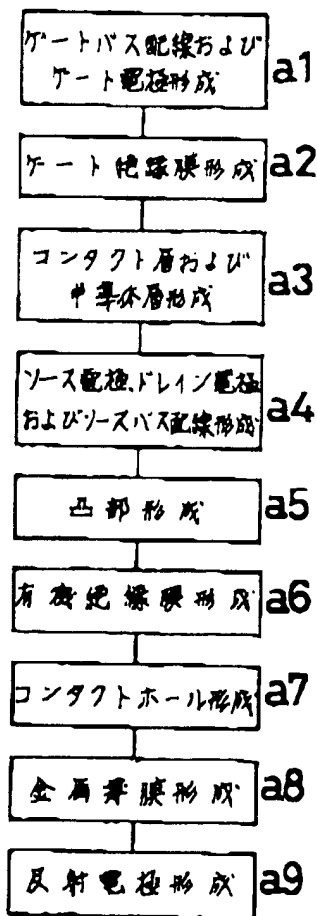 ゲートバス配線および
ゲート電極形成
a1
ゲート絶縁膜形成
a2
コンタクト層および
半導体層形成
a3
ソース電極、ドレイン電極
およびソースバス配線形成
a4
凸部形成
a5
有機絶縁膜形成
a6
コンタクトホール形成
a7
金属薄膜形成
a8
反射電極形成
a9